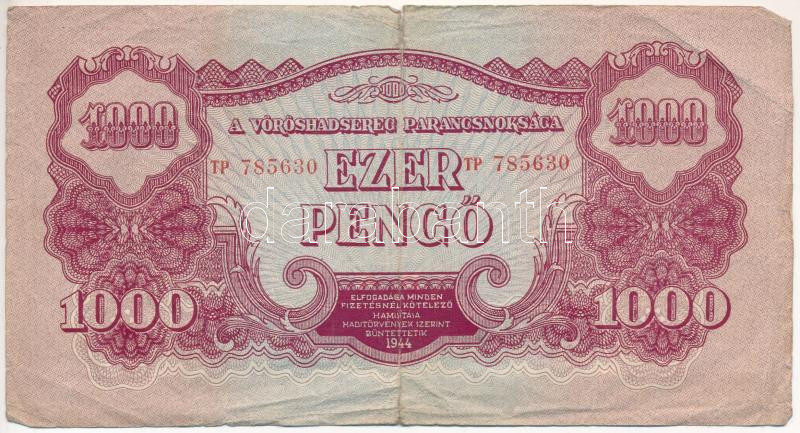 1000 1000
A VÖRÖSHADSEREG PARANCSNOKSÁGA
TP 785630 TP 785630
EZER
PENGŐ
1000 1000
ELFOGADÁSA MINDEN
FIZETÉSNÉL KÖTELEZŐ
HAMISÍTÁSA
HADITÖRVÉNYEK SZERINT
BÜNTETTETIK
1944
darabanth